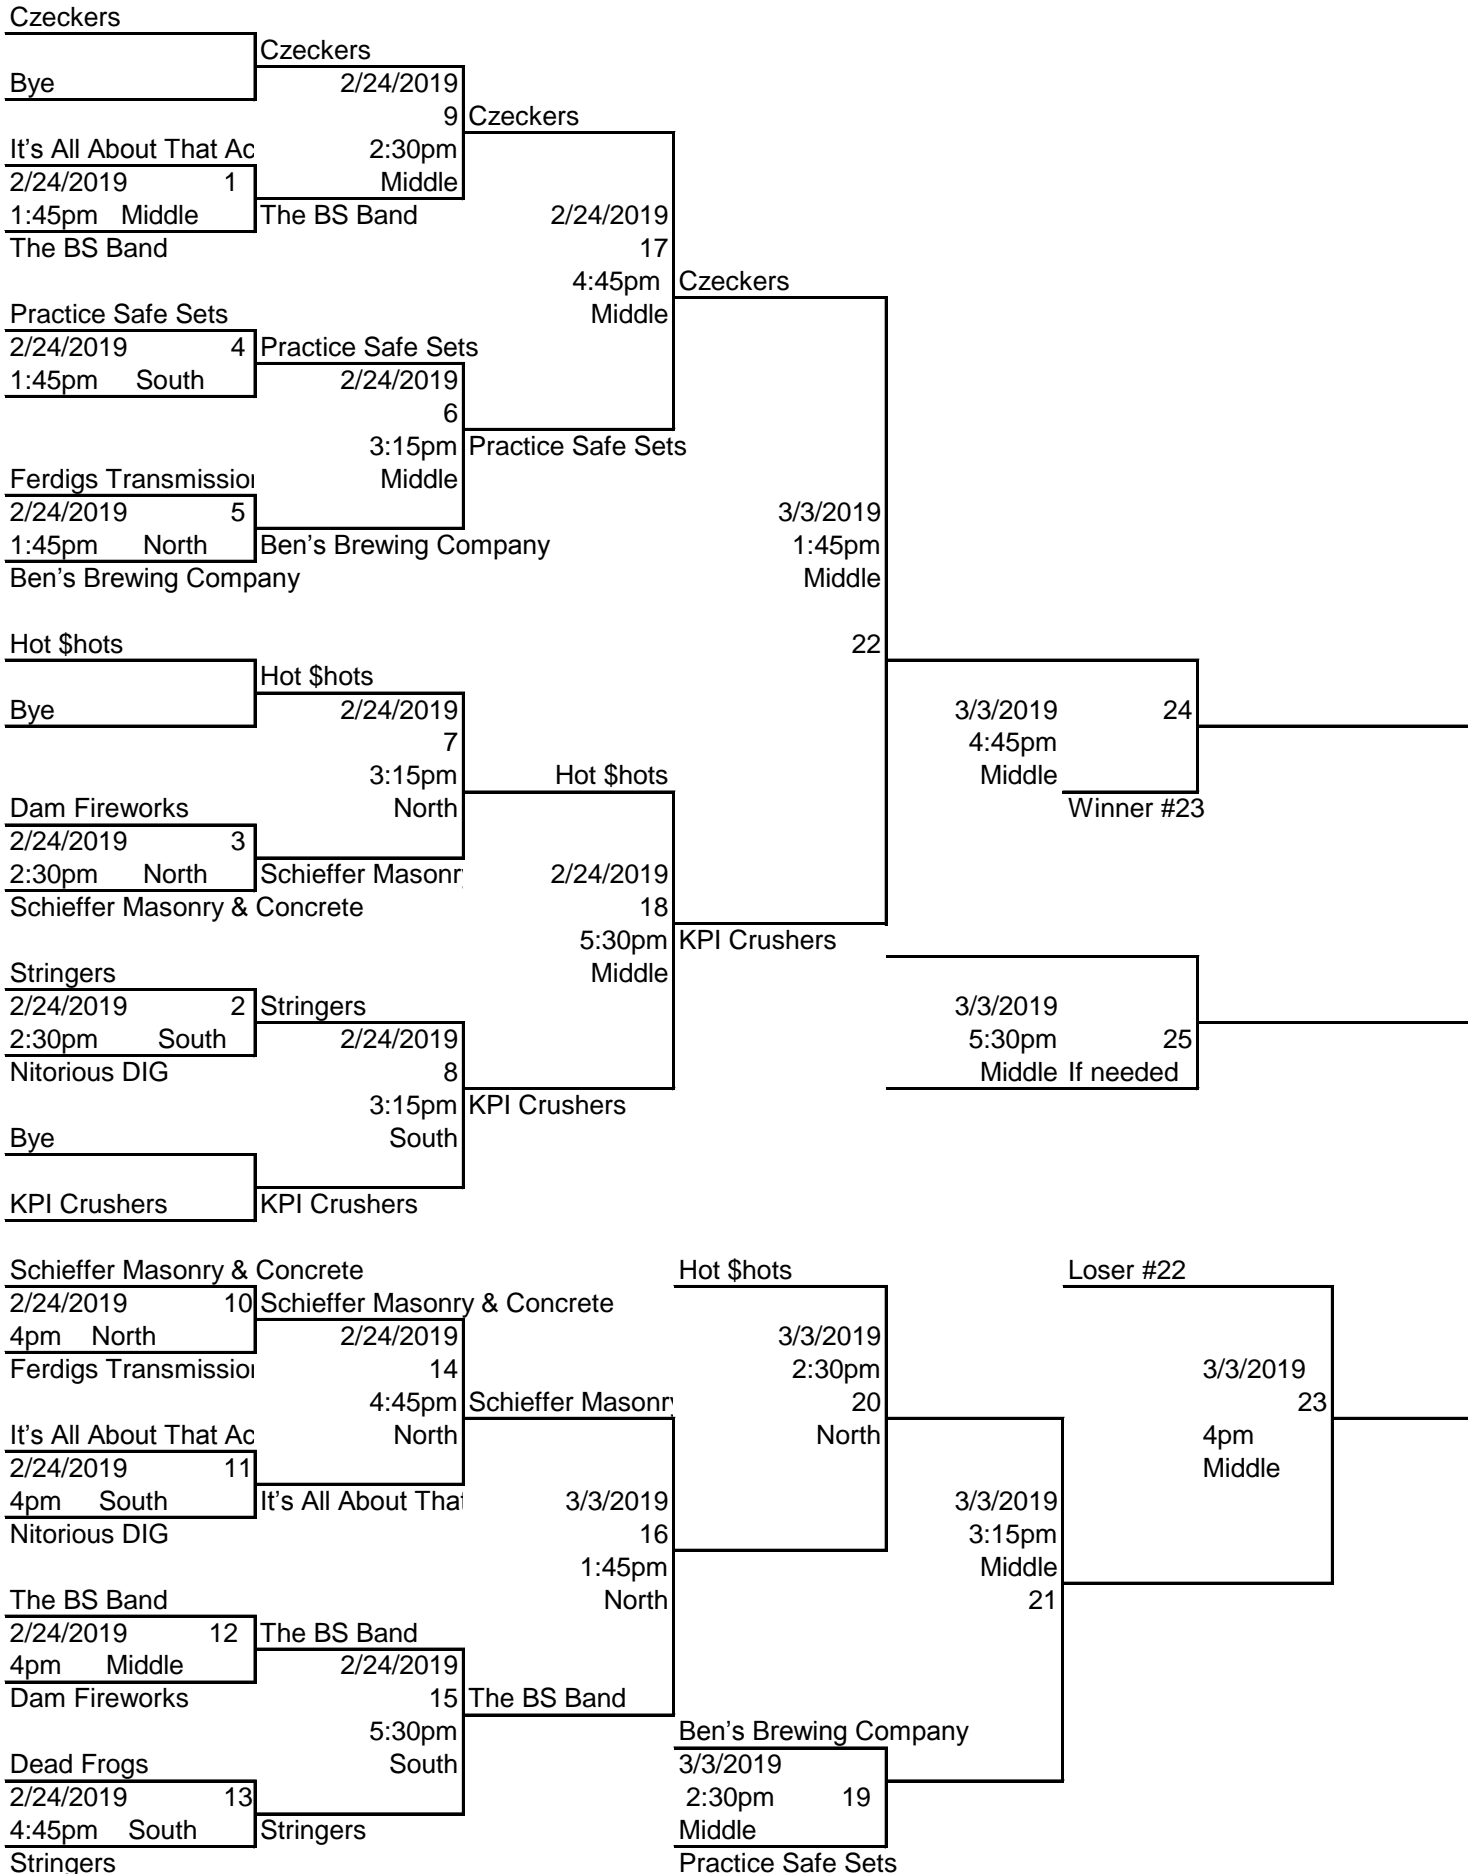 Czeckers
Czeckers
Bye 2/24/2019
9 Czeckers
It's All About That Ac 2:30pm
2/24/2019 1 Middle
1:45pm Middle The BS Band 2/24/2019
The BS Band 17
4:45pm Czeckers
Practice Safe Sets Middle
2/24/2019 4 Practice Safe Sets
1:45pm South 2/24/2019
6
3:15pm Practice Safe Sets
Ferdigs Transmission Middle
2/24/2019 5 3/3/2019
1:45pm North Ben's Brewing Company 1:45pm
Ben's Brewing Company Middle
Hot $hots 22
Hot $hots
Bye 2/24/2019 3/3/2019 24
7 4:45pm
3:15pm Hot $hots Middle
Dam Fireworks North Winner #23
2/24/2019 3
2:30pm North Schieffer Masonry 2/24/2019
Schieffer Masonry & Concrete 18
5:30pm KPI Crushers
Stringers Middle
2/24/2019 2 Stringers 3/3/2019
2:30pm South 2/24/2019 5:30pm 25
Nitorious DIG 8 Middle If needed
3:15pm KPI Crushers
Bye South
KPI Crushers KPI Crushers
Schieffer Masonry & Concrete Hot $hots Loser #22
2/24/2019 10 Schieffer Masonry & Concrete
4pm North 2/24/2019 3/3/2019
Ferdigs Transmission 14 2:30pm 3/3/2019
4:45pm Schieffer Masonry 20 23
It's All About That Ac North North 4pm
2/24/2019 11 Middle
4pm South It's All About That 3/3/2019 3/3/2019
Nitorious DIG 16 3:15pm
1:45pm Middle
The BS Band North 21
2/24/2019 12 The BS Band
4pm Middle 2/24/2019
Dam Fireworks 15 The BS Band
5:30pm Ben's Brewing Company
Dead Frogs South 3/3/2019
2/24/2019 13 2:30pm 19
4:45pm South Stringers Middle
Stringers Practice Safe Sets